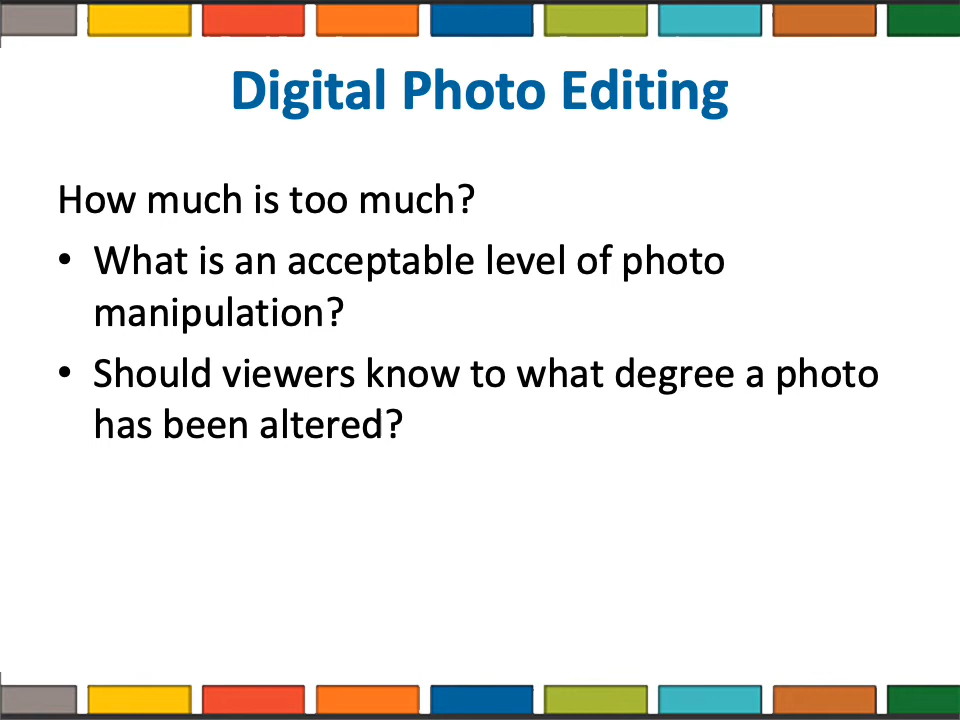 Digital Photo Editing
How much is too much?
• What is an acceptable level of photo
manipulation?
• Should viewers know to what degree a photo
has been altered?